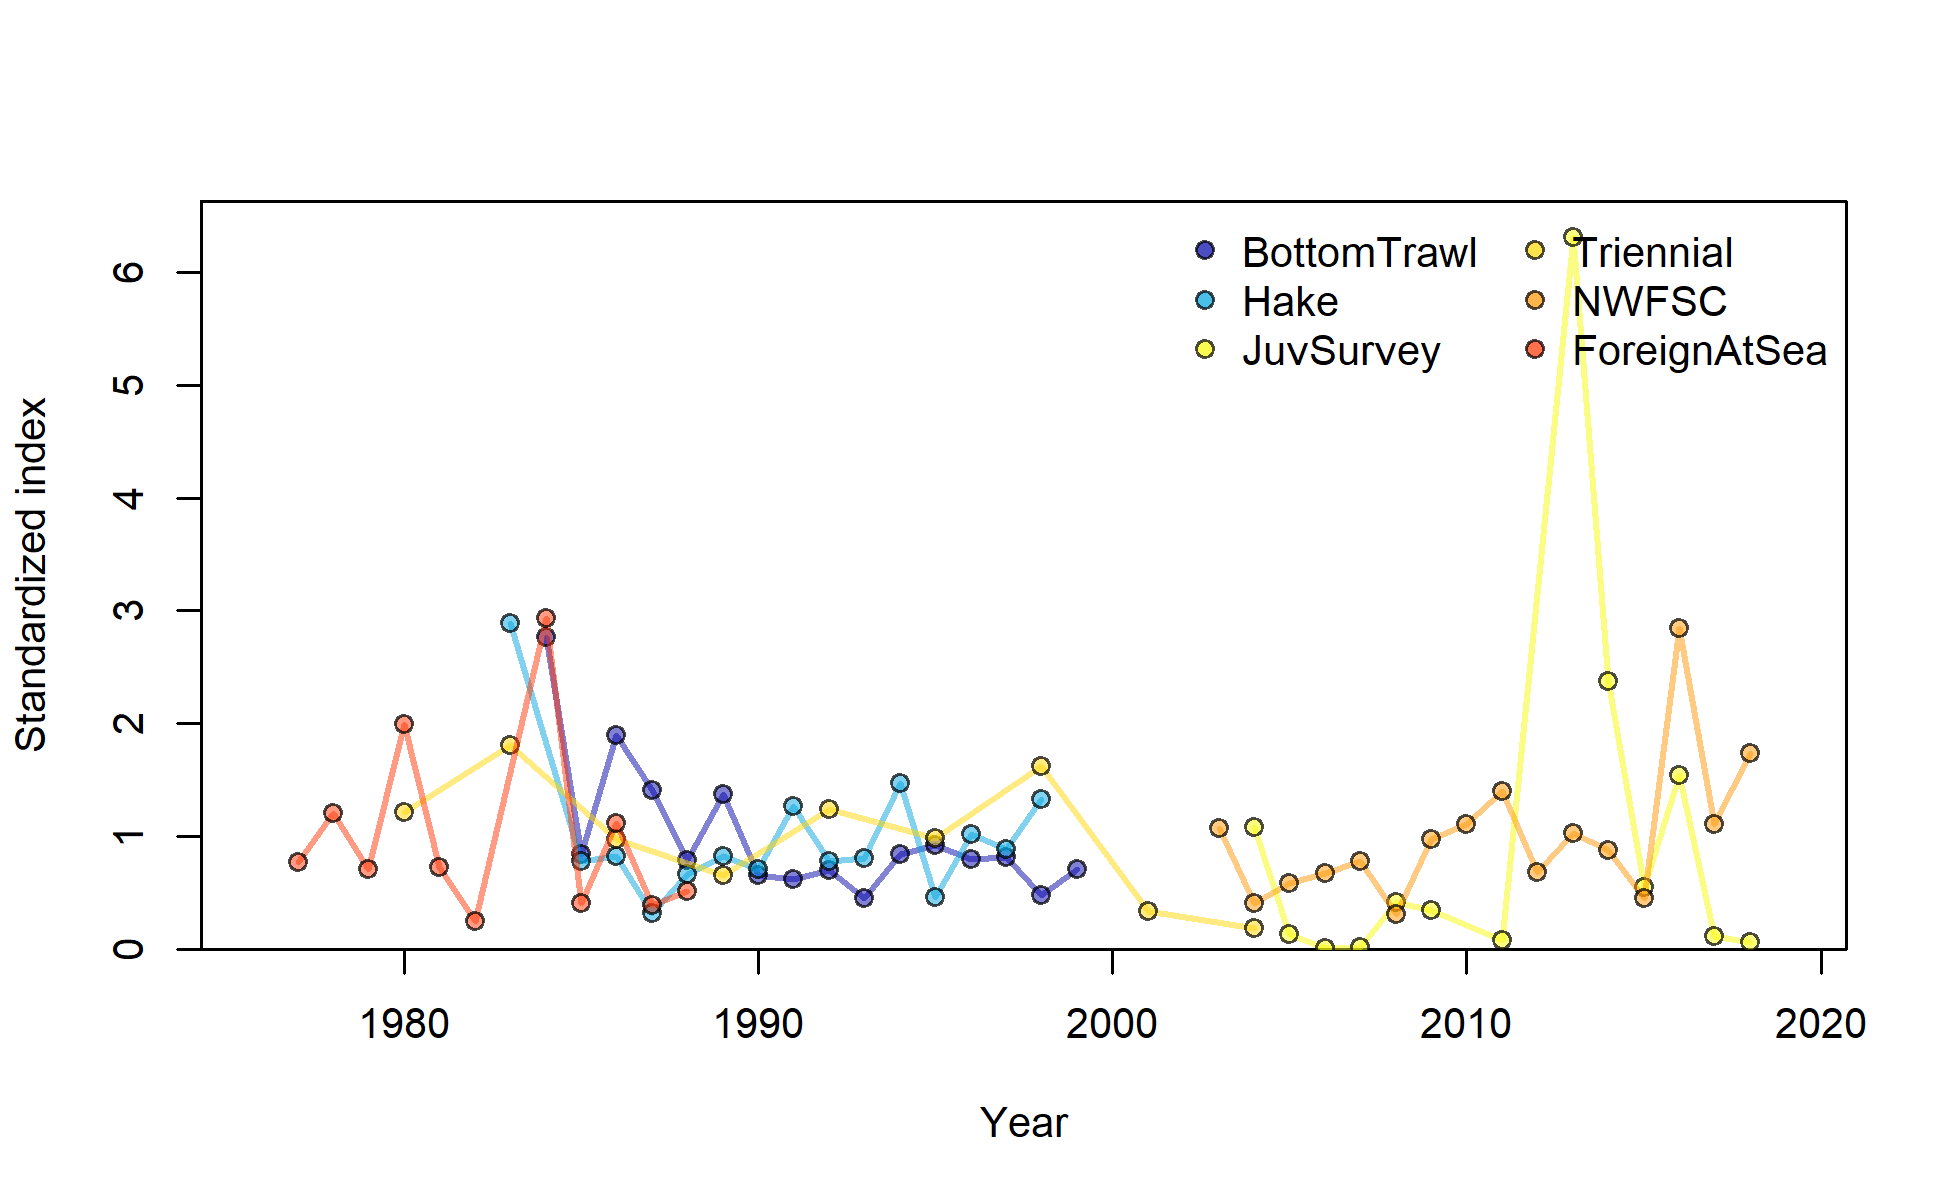 BottomTrawl
Hake
JuvSurvey
Triennial
NWFSC
ForeignAtSea
Standardized index
6
5
4
3
2
1
0
1980 1990 2000 2010 2020
Year